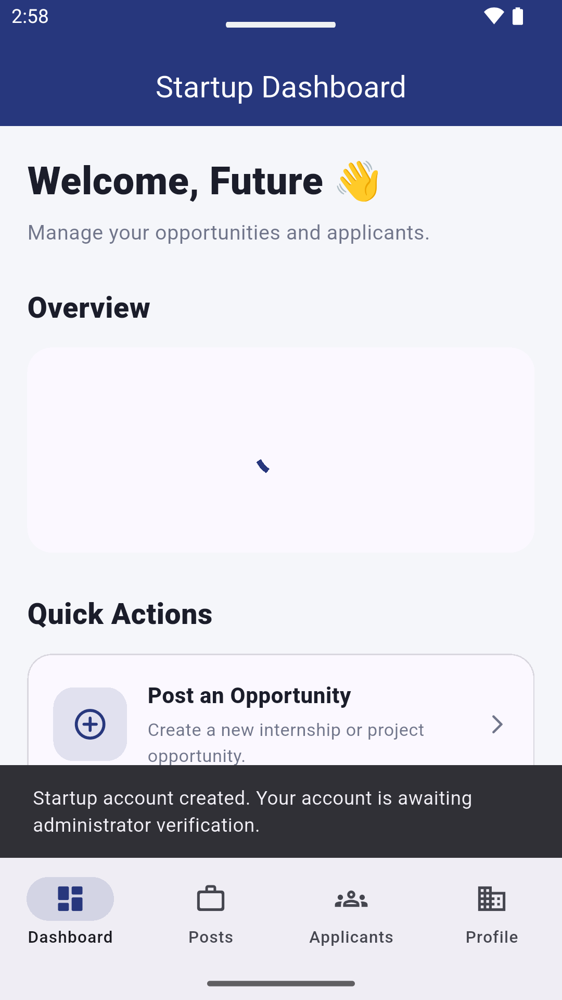 2:58
Startup Dashboard
Welcome, Future 👋
Manage your opportunities and applicants.
Overview
Quick Actions
Post an Opportunity
Create a new internship or project
opportunity.
Startup account created. Your account is awaiting
administrator verification.
Dashboard
Posts
Applicants
Profile